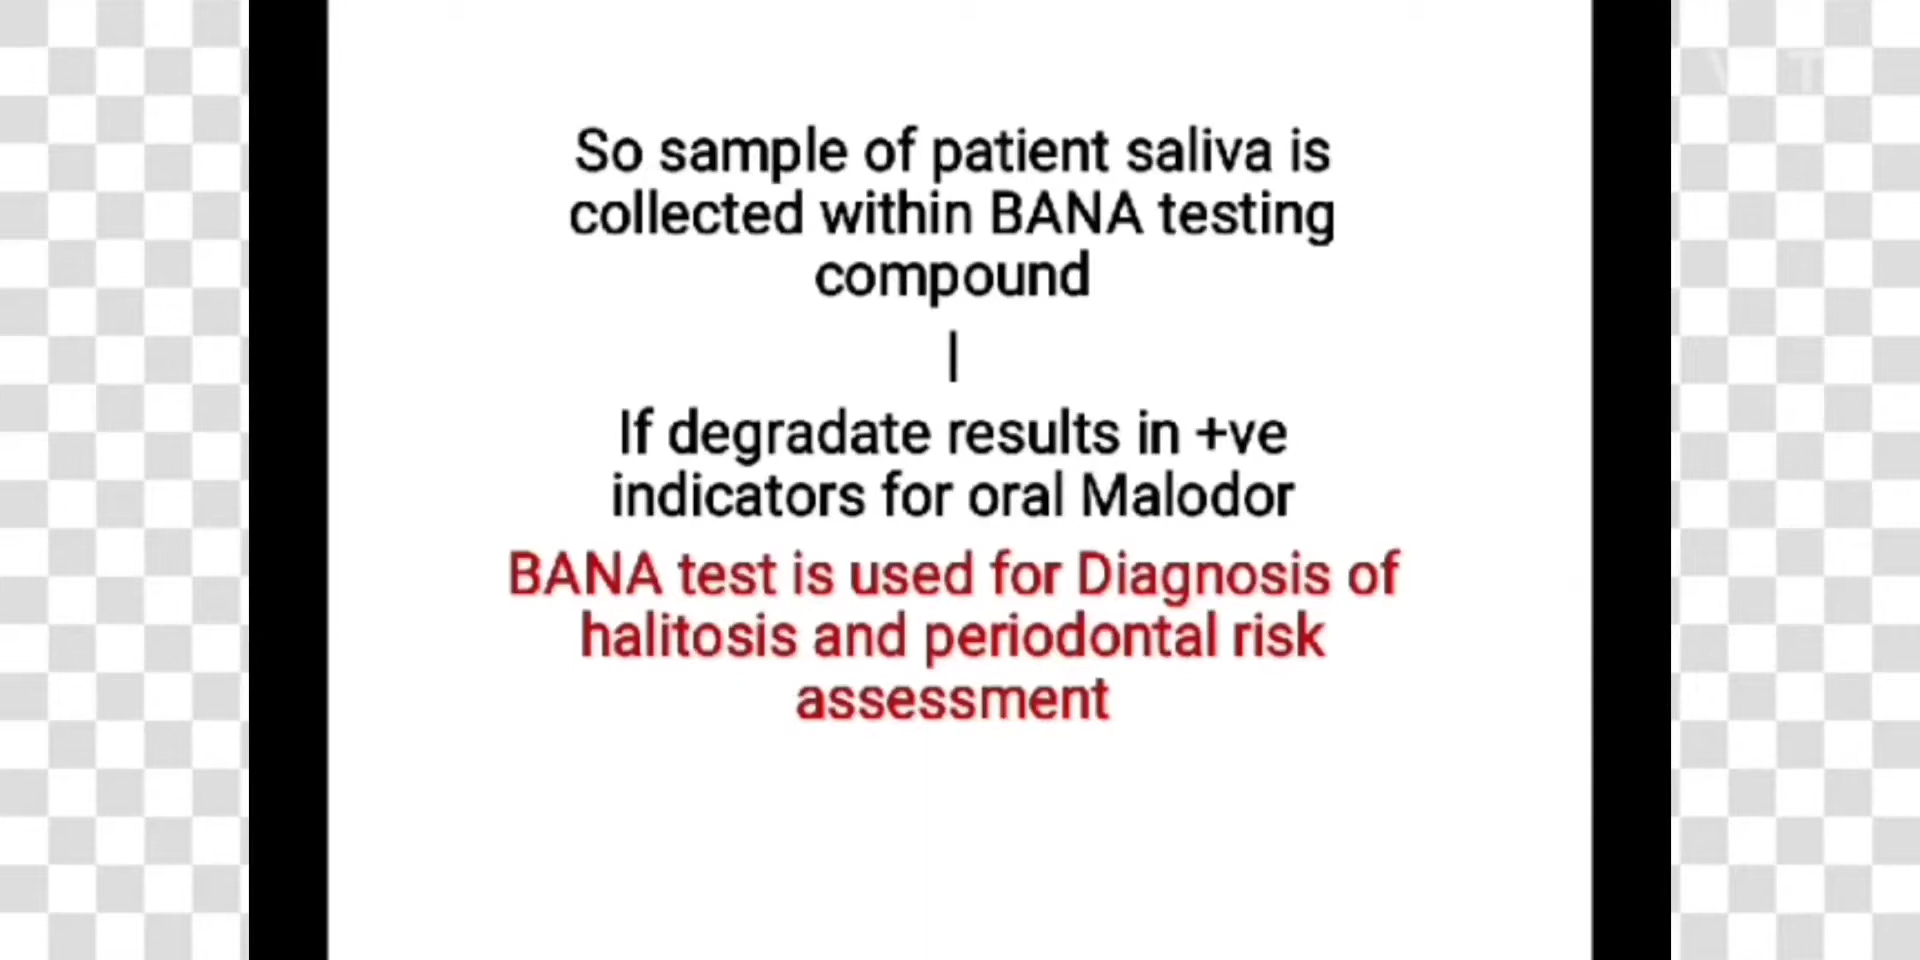 So sample of patient saliva is
collected within BANA testing
compound
|
If degradate results in +ve
indicators for oral Malodor
BANA test is used for Diagnosis of
halitosis and periodontal risk
assessment